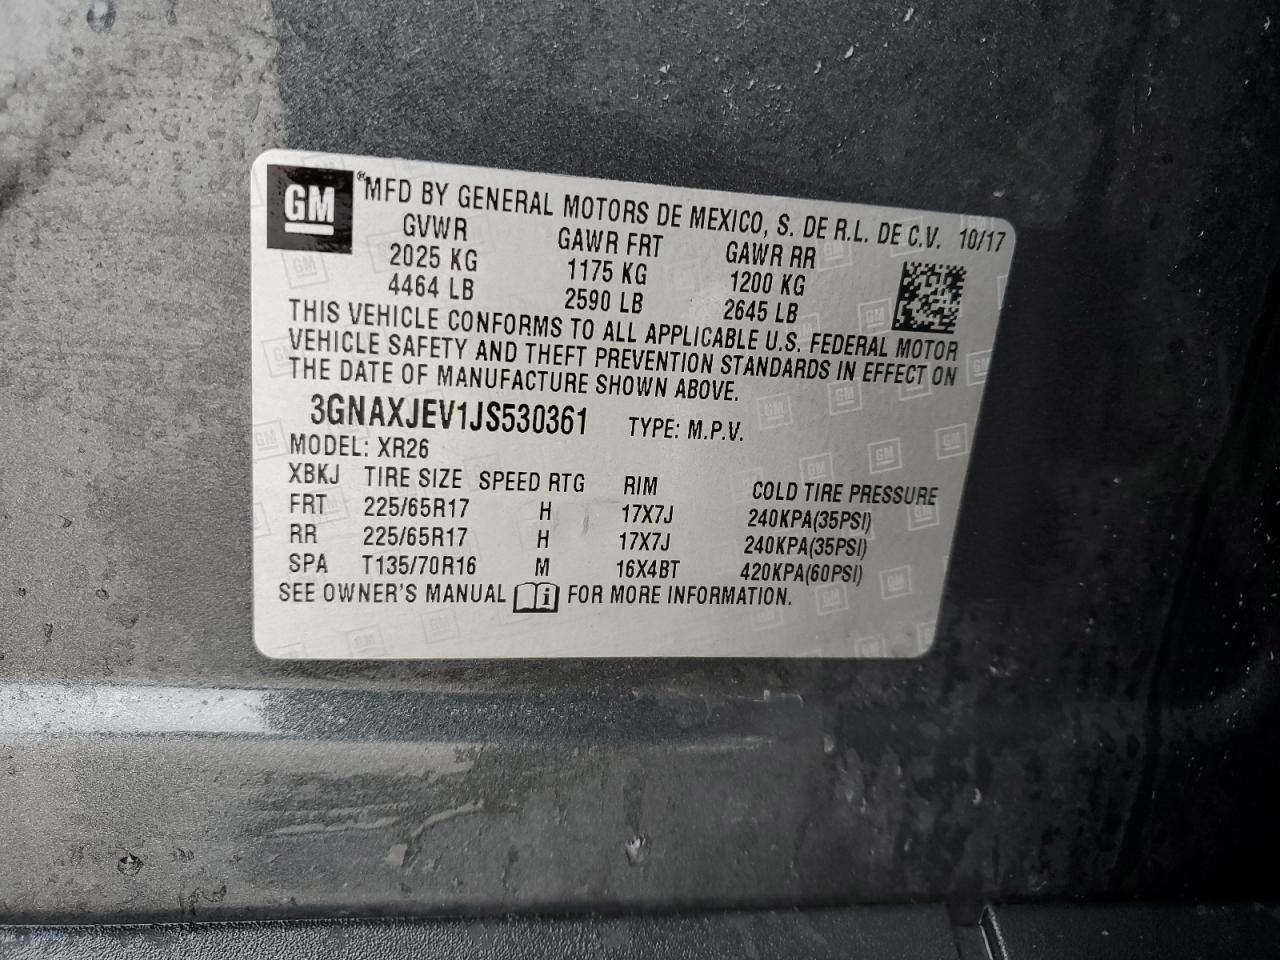 GM ® MFD BY GENERAL MOTORS DE MEXICO, S. DE R.L. DE C.V. 10/17
GVWR GAWR FRT GAWR RR
2025 KG 1175 KG 1200 KG
4464 LB 2590 LB 2645 LB
THIS VEHICLE CONFORMS TO ALL APPLICABLE U.S. FEDERAL MOTOR
VEHICLE SAFETY AND THEFT PREVENTION STANDARDS IN EFFECT ON
THE DATE OF MANUFACTURE SHOWN ABOVE.
3GNAXJEV1JS530361 TYPE: M.P.V.
MODEL: XR26
XBKJ TIRE SIZE SPEED RTG RIM COLD TIRE PRESSURE
FRT 225/65R17 H 17X7J 240KPA(35PSI)
RR 225/65R17 H 17X7J 240KPA(35PSI)
SPA T135/70R16 M 16X4BT 420KPA(60PSI)
SEE OWNER'S MANUAL i FOR MORE INFORMATION.